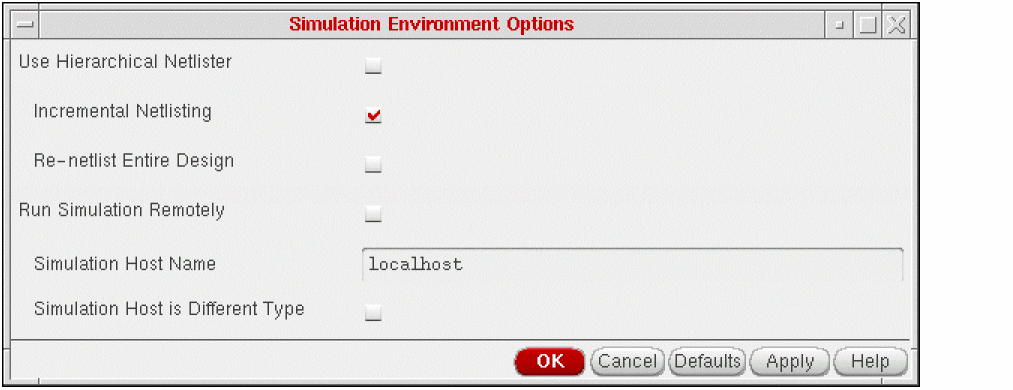 Simulation Environment Options
Use Hierarchical Netlister
Incremental Netlisting
Re-netlist Entire Design
Run Simulation Remotely
Simulation Host Name localhost
Simulation Host is Different Type
OK Cancel Defaults Apply Help